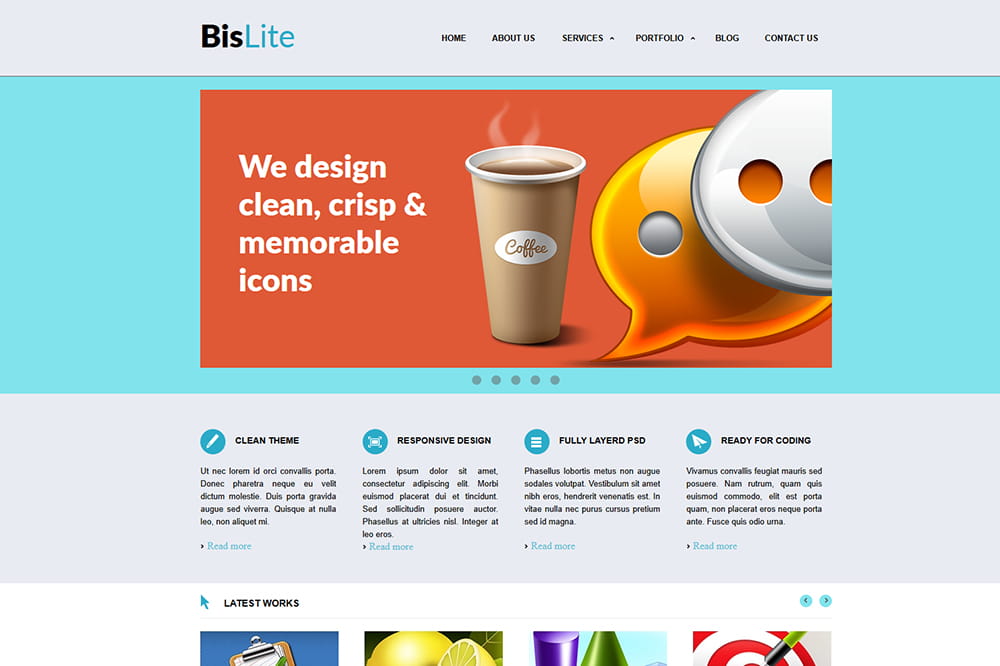 BisLite
HOME ABOUT US SERVICES PORTFOLIO BLOG CONTACT US
We design
clean, crisp &
memorable
icons
Coffee
CLEAN THEME
Ut nec lorem id orci convallis porta.
Donec pharetra neque eu velit
dictum molestie. Duis porta gravida
augue sed viverra. Quisque at nulla
leo, non aliquet mi.
› Read more
RESPONSIVE DESIGN
Lorem ipsum dolor sit amet,
consectetur adipiscing elit. Morbi
euismod placerat dui et tincidunt.
Sed sollicitudin posuere auctor.
Phasellus at ultricies nisl. Integer at
leo eros.
› Read more
FULLY LAYERD PSD
Phasellus lobortis metus non augue
sodales volutpat. Vestibulum sit amet
nibh eros, hendrerit venenatis est. In
vitae nulla nec purus cursus pretium
sed id magna.
› Read more
READY FOR CODING
Vivamus convallis feugiat mauris sed
posuere. Nam rutrum, quam quis
euismod commodo, elit est porta
quam, non placerat eros neque porta
ante. Fusce quis odio urna.
› Read more
LATEST WORKS